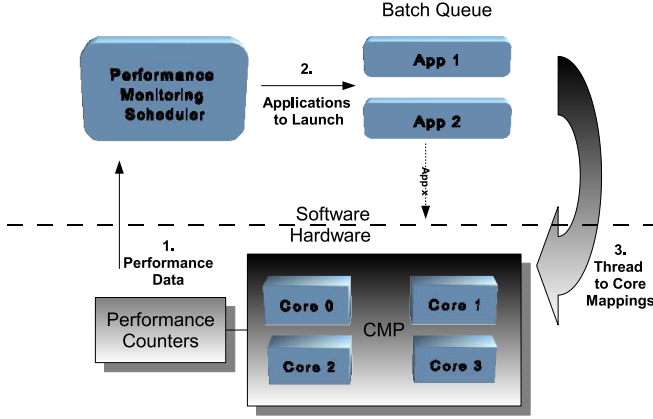 Batch Queue
Performance
Monitoring
Scheduler
2.
Applications
to Launch
App 1
App 2
App x
Software
Hardware
1.
Performance
Data
3.
Thread
to Core
Mappings
Performance
Counters
Core 0
Core 1
CMP
Core 2
Core 3